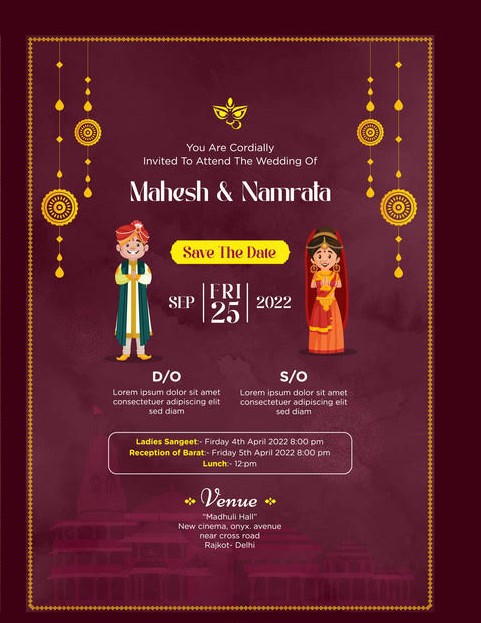 You Are Cordially
Invited To Attend The Wedding Of
Mahesh & Namrata
Save The Date
SEP FRI 25 2022
D/O
Lorem ipsum dolor sit amet
consectetuer adipiscing elit
sed diam
S/O
Lorem ipsum dolor sit amet
consectetuer adipiscing elit
sed diam
Ladies Sangeet:- Firday 4th April 2022 8:00 pm
Reception of Barat:- Friday 5th April 2022 8:00 pm
Lunch:- 12:pm
Venue
"Madhuli Hall"
New cinema, onyx. avenue
near cross road
Rajkot- Delhi